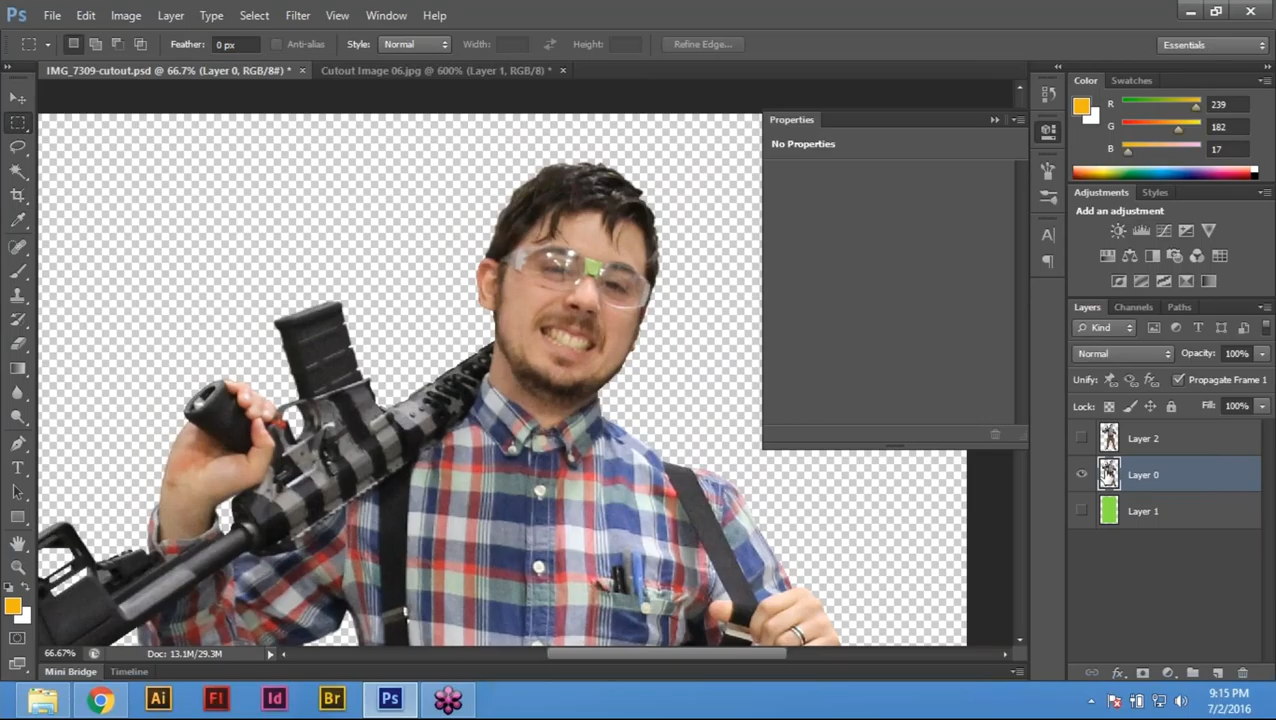 Ps File Edit Image Layer Type Select Filter View Window Help
Feather: 0 px Anti-alias Style: Normal Width: Height: Refine Edge... Essentials
IMG_7309-cutout.psd @ 66.7% (Layer 0, RGB/8#) * × Cutout Image 06.jpg @ 600% (Layer 1, RGB/8) * ×
Color Swatches
R 239
G 182
B 17
Properties
No Properties
Adjustments Styles
Add an adjustment
Layers Channels Paths
Kind
Normal Opacity: 100%
Unify: Propagate Frame 1
Lock: Fill: 100%
Layer 2
Layer 0
Layer 1
66.67% Doc: 13.1M/29.3M
Mini Bridge Timeline
Ai Fl Id Br Ps
9:15 PM
7/2/2016